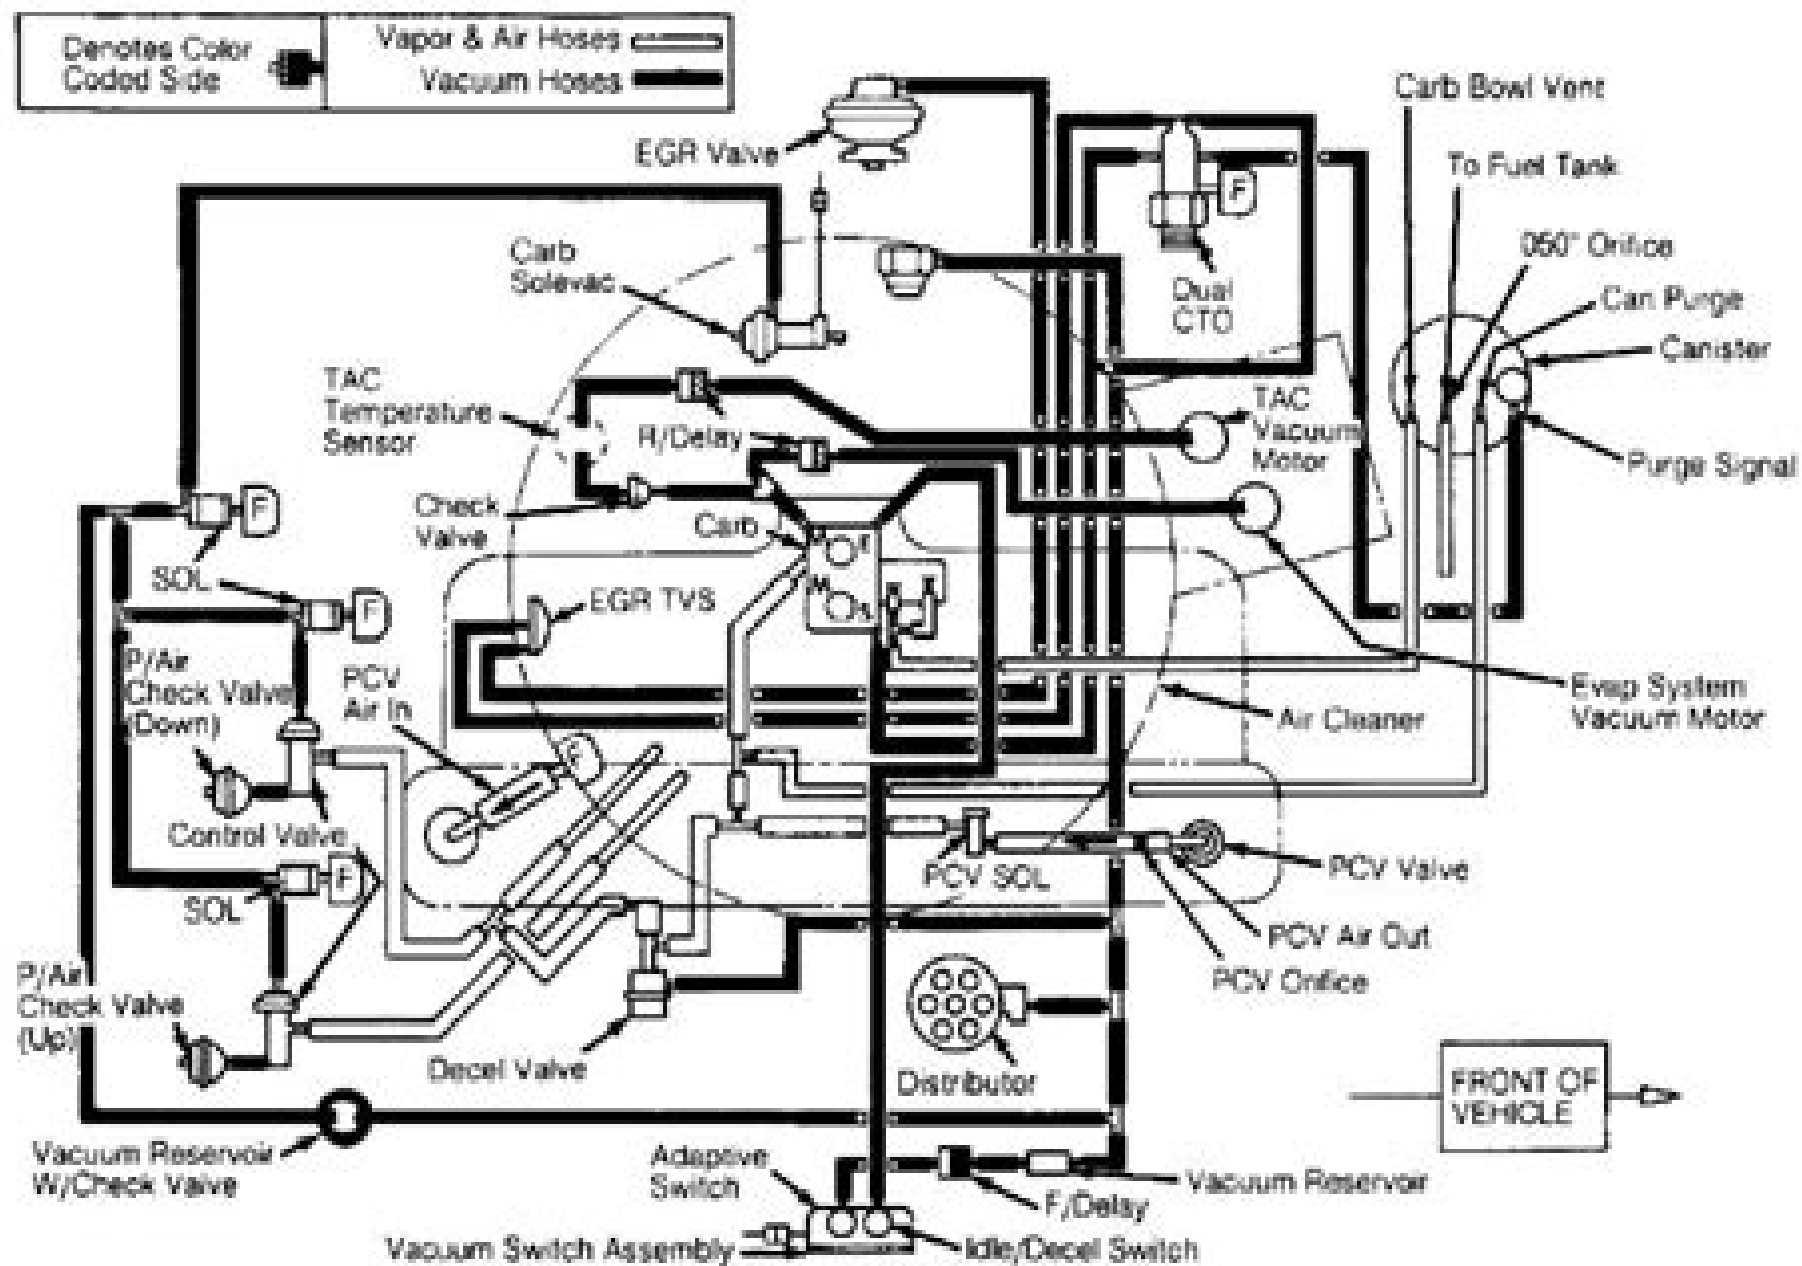 Denotes Color
Coded Side
Vapor & Air Hoses
Vacuum Hoses
EGR Valve
Carb Bowl Vent
To Fuel Tank
F
Carb
Solevac
.050" Orifice
Dual
CTO
Can Purge
Canister
TAC
Temperature
Sensor
R/Delay
TAC
Vacuum
Motor
Purge Signal
Check
Valve
Carb
F
SOL
F
EGR TVS
P/Air
Check Valve
(Down)
PCV
Air In
Evap System
Vacuum Motor
Air Cleaner
Control Valve
F
SOL
PCV SOL
PCV Valve
PCV Air Out
PCV Orifice
P/Air
Check Valve
(Up)
Decel Valve
Distributor
FRONT OF
VEHICLE
Vacuum Reservoir
W/Check Valve
Adaptive
Switch
Vacuum Reservoir
F/Delay
Vacuum Switch Assembly
Idle/Decel Switch